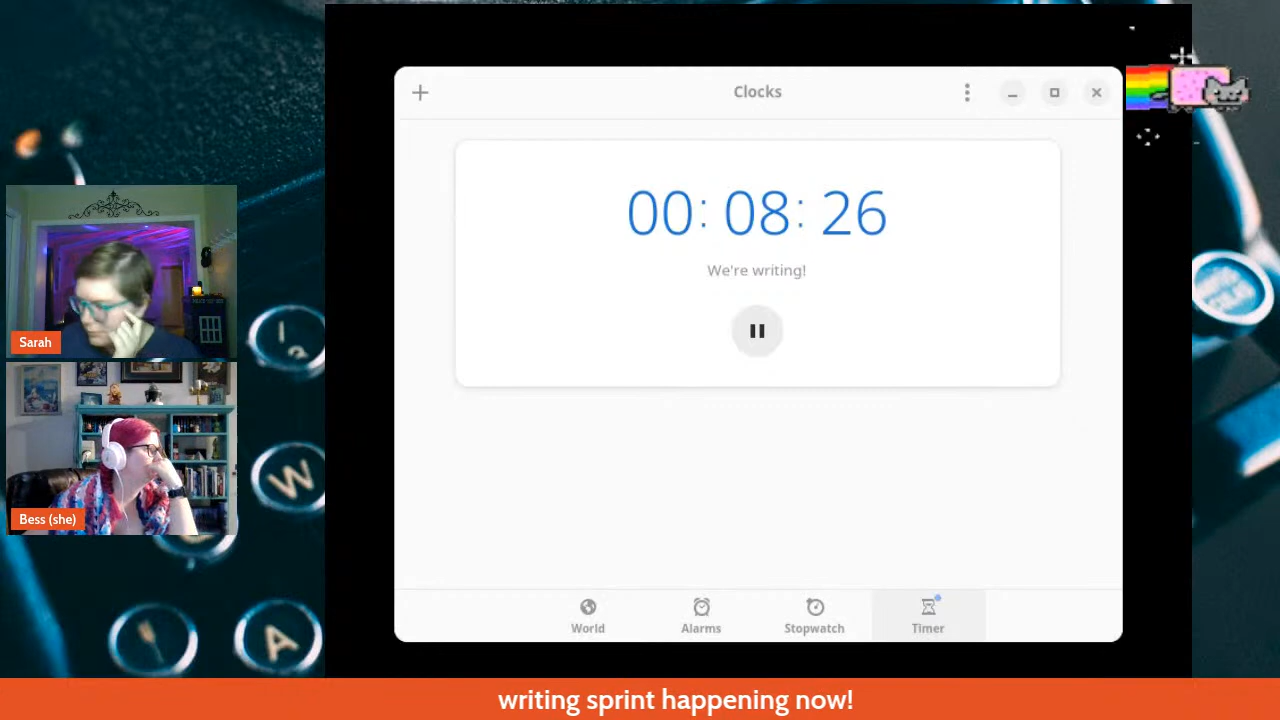 Clocks
00: 08: 26
We're writing!
Sarah
Bess (she)
I
W
A
World
Alarms
Stopwatch
Timer
writing sprint happening now!